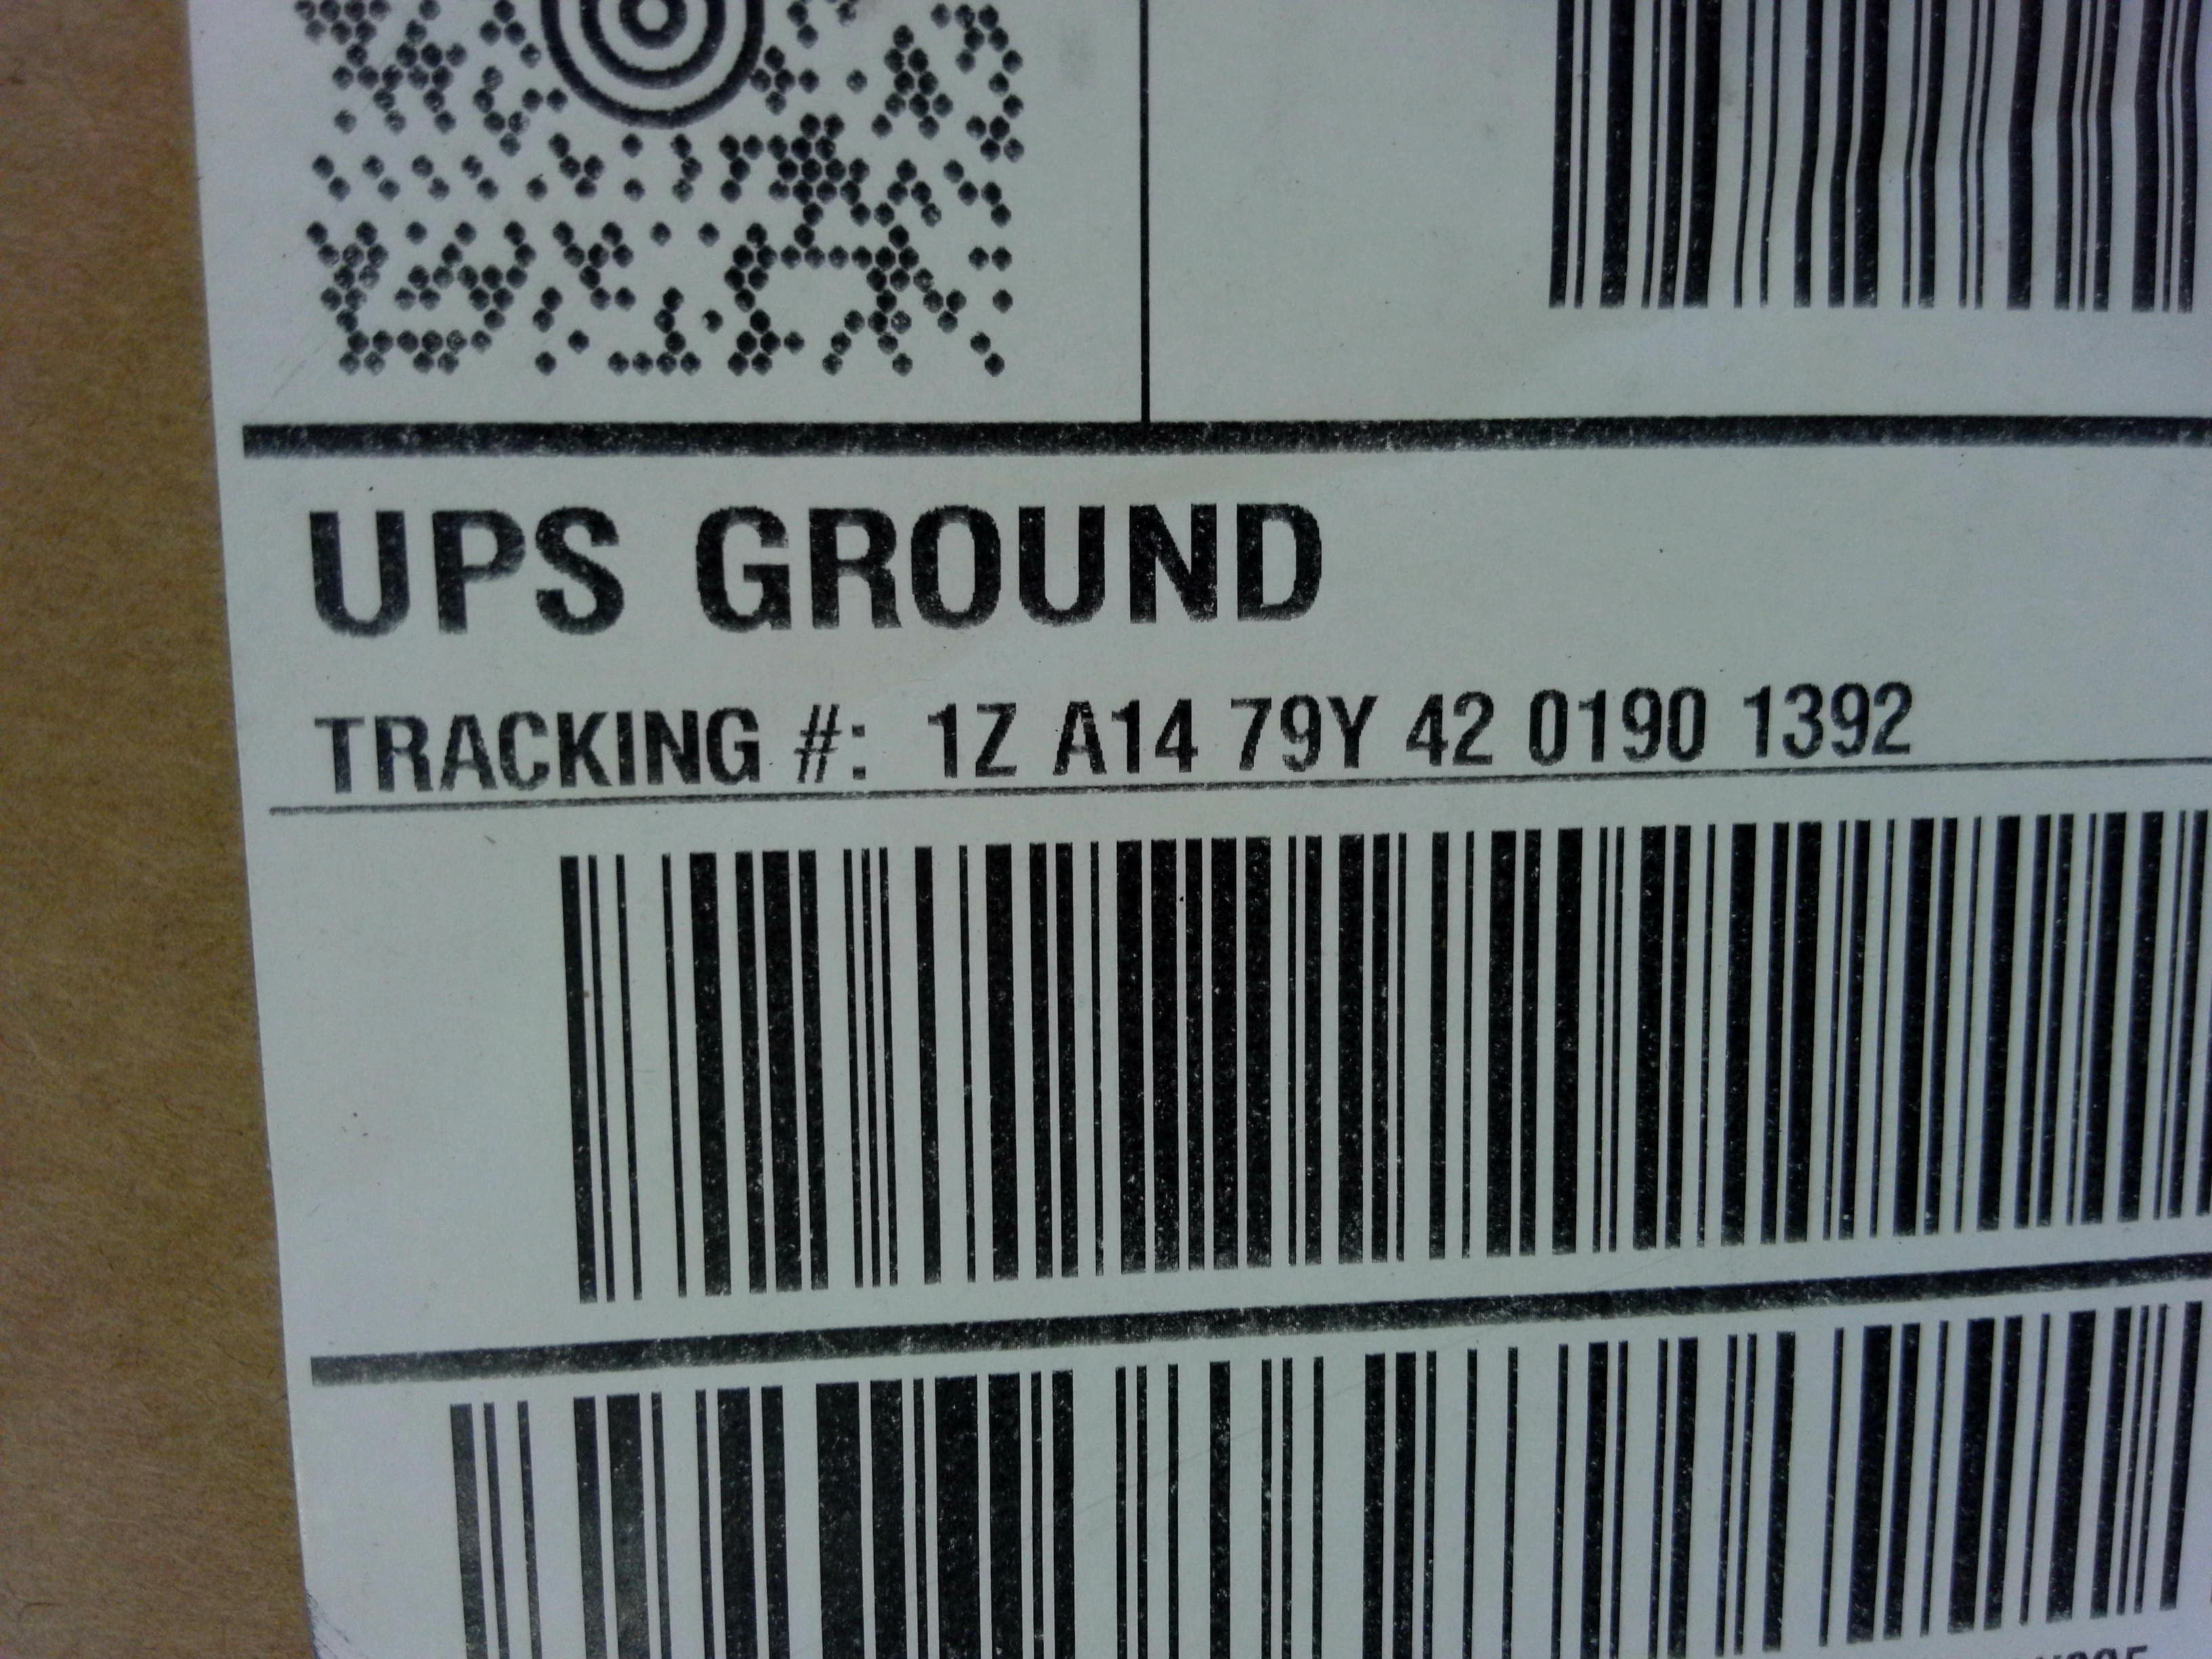 UPS GROUND
TRACKING #: 1Z A14 79Y 42 0190 1392